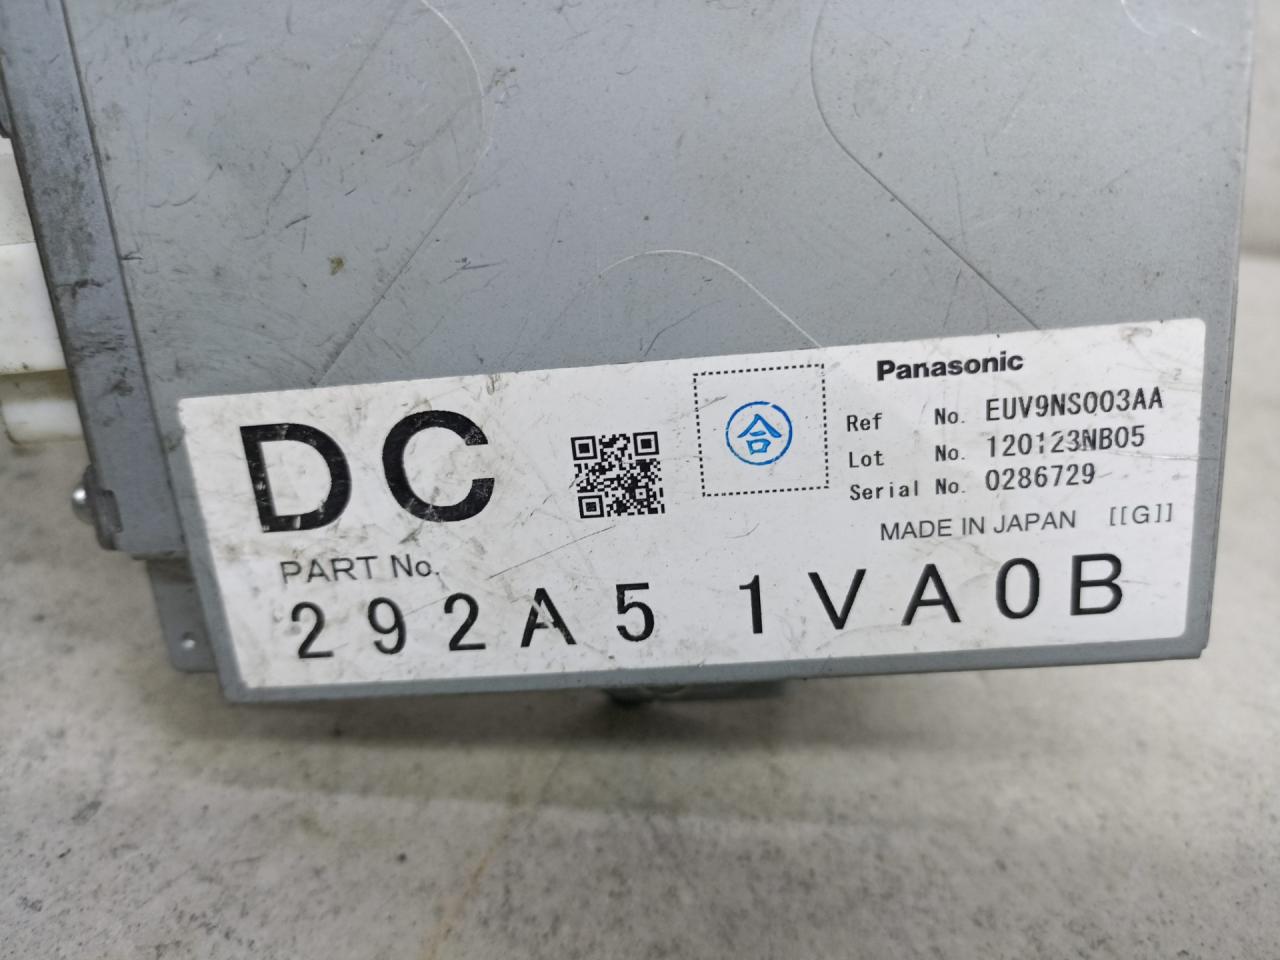 DC
合
Panasonic
Ref No. EUV9NS003AA
Lot No. 120123NB05
Serial No. 0286729
MADE IN JAPAN [[G]]
PART No.
292A5 1VA0B